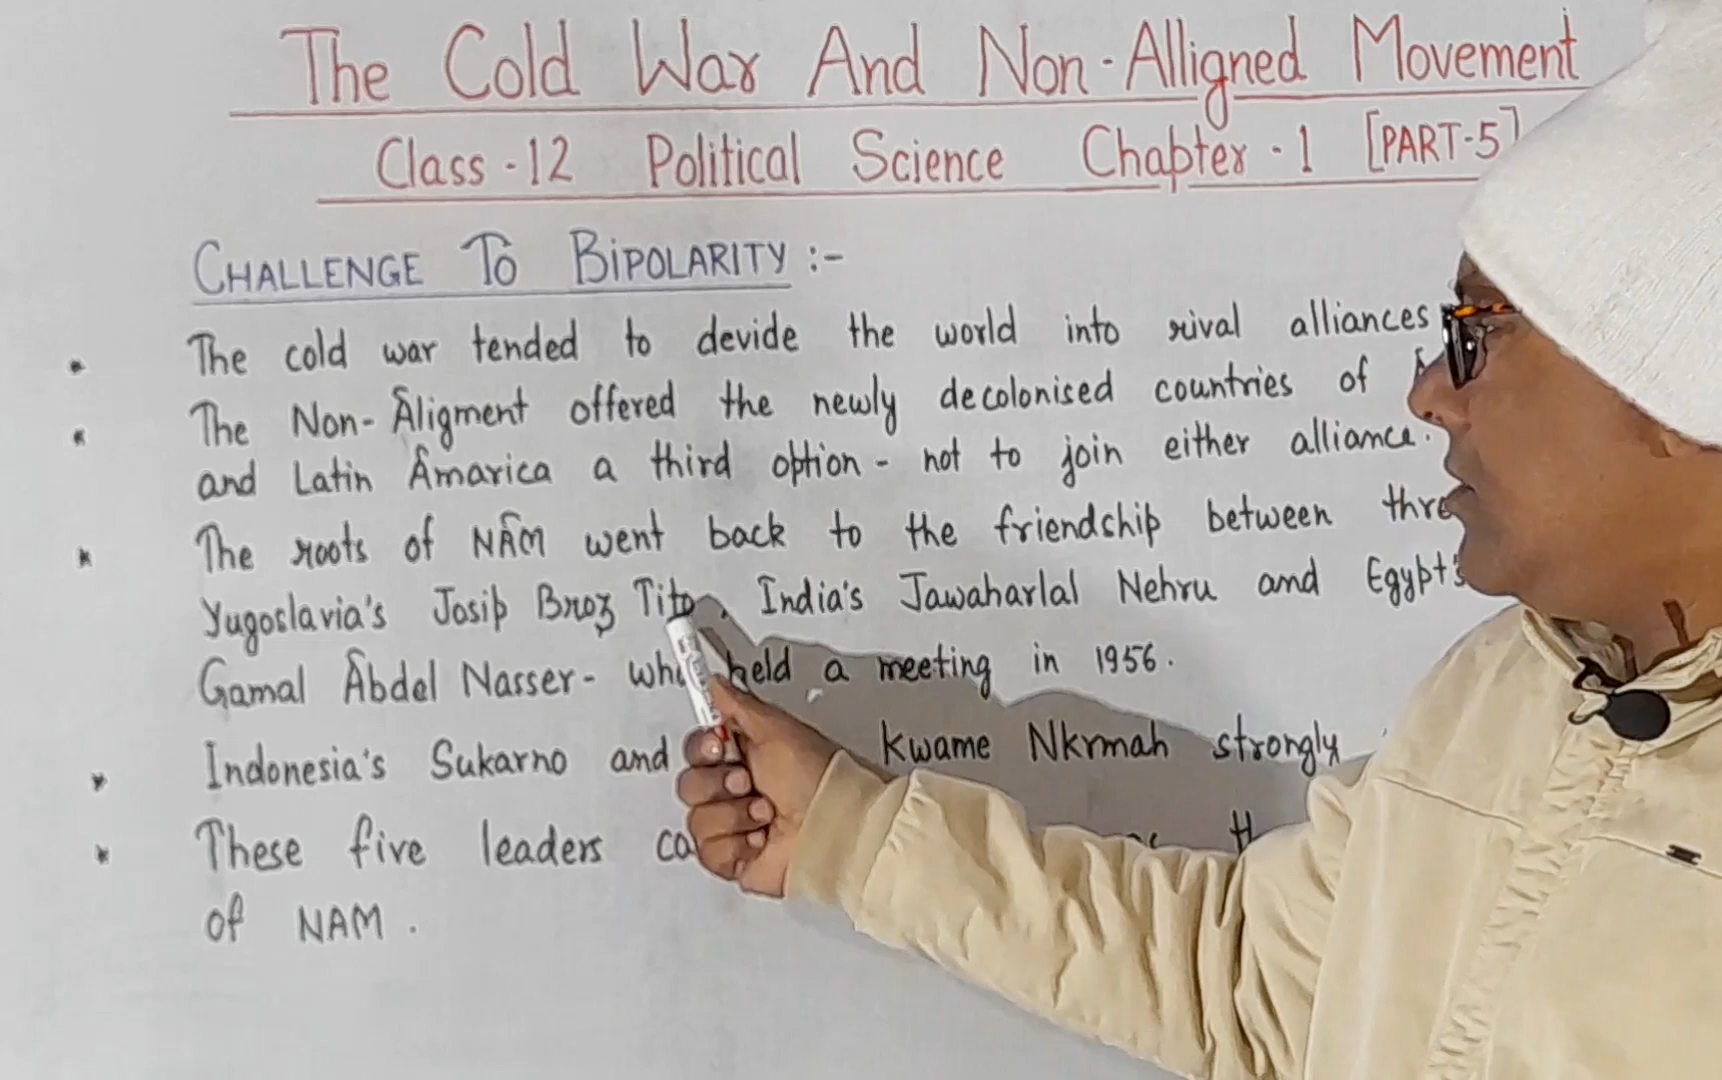 The Cold War And Non-Alligned Movement
Class-12 Political Science Chapter-1 [PART-5]
CHALLENGE TO BIPOLARITY :-
The cold war tended to devide the world into rival alliances
The Non-Aligment offered the newly decolonised countries of
and Latin Amarica a third option - not to join either alliance.
The roots of NAM went back to the friendship between
Yugoslavia's Josip Broz Tito, India's Jawaharlal Nehru and Egypt's
Gamal Abdel Nasser - held a meeting in 1956.
Indonesia's Sukarno and Kwame Nkrmah strongly
These five leaders
of NAM.